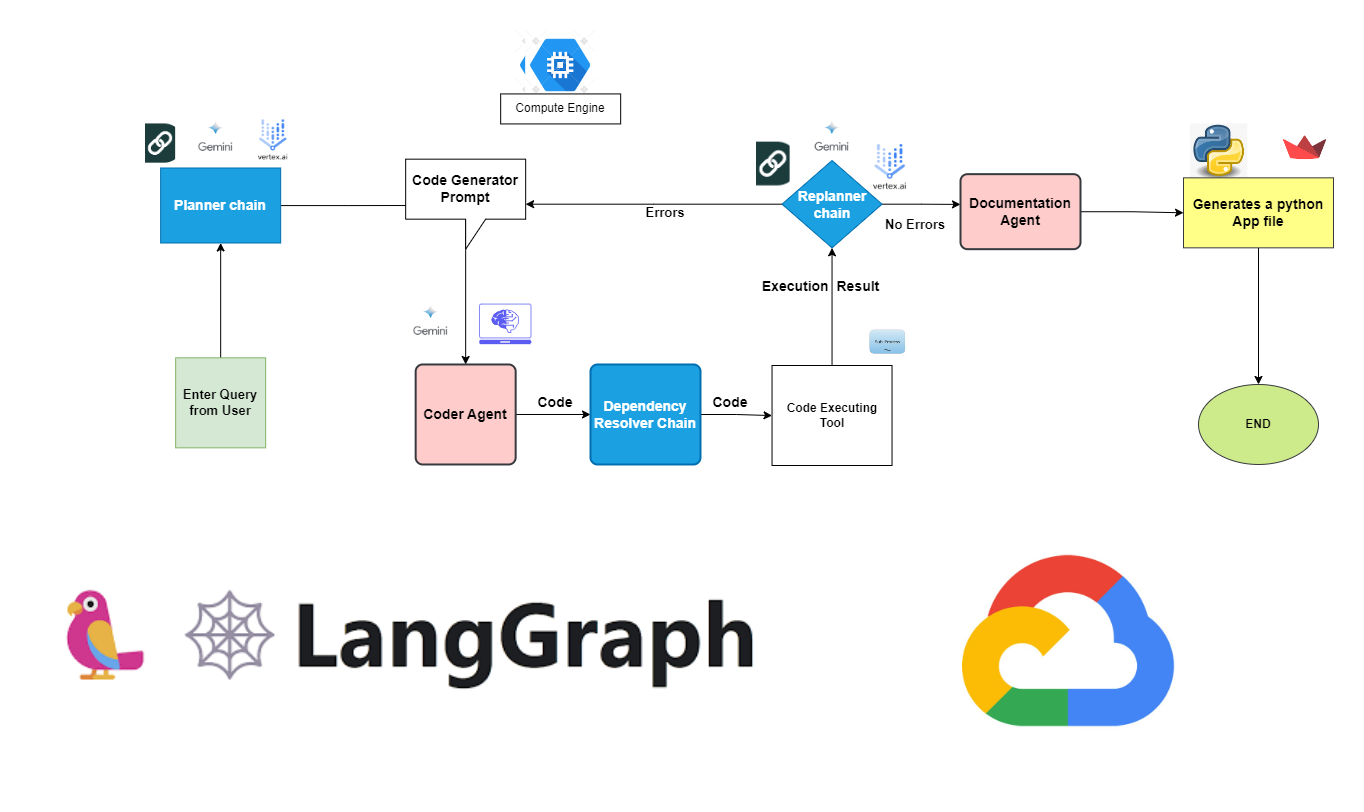 Compute Engine
Gemini
vertex.ai
Planner chain
Code Generator
Prompt
Errors
Gemini
vertex.ai
Replanner
chain
No Errors
Documentation
Agent
Generates a python
App file
Execution Result
Gemini
Sub Process
Enter Query
from User
Coder Agent
Code
Dependency
Resolver Chain
Code
Code Executing
Tool
END
LangGraph